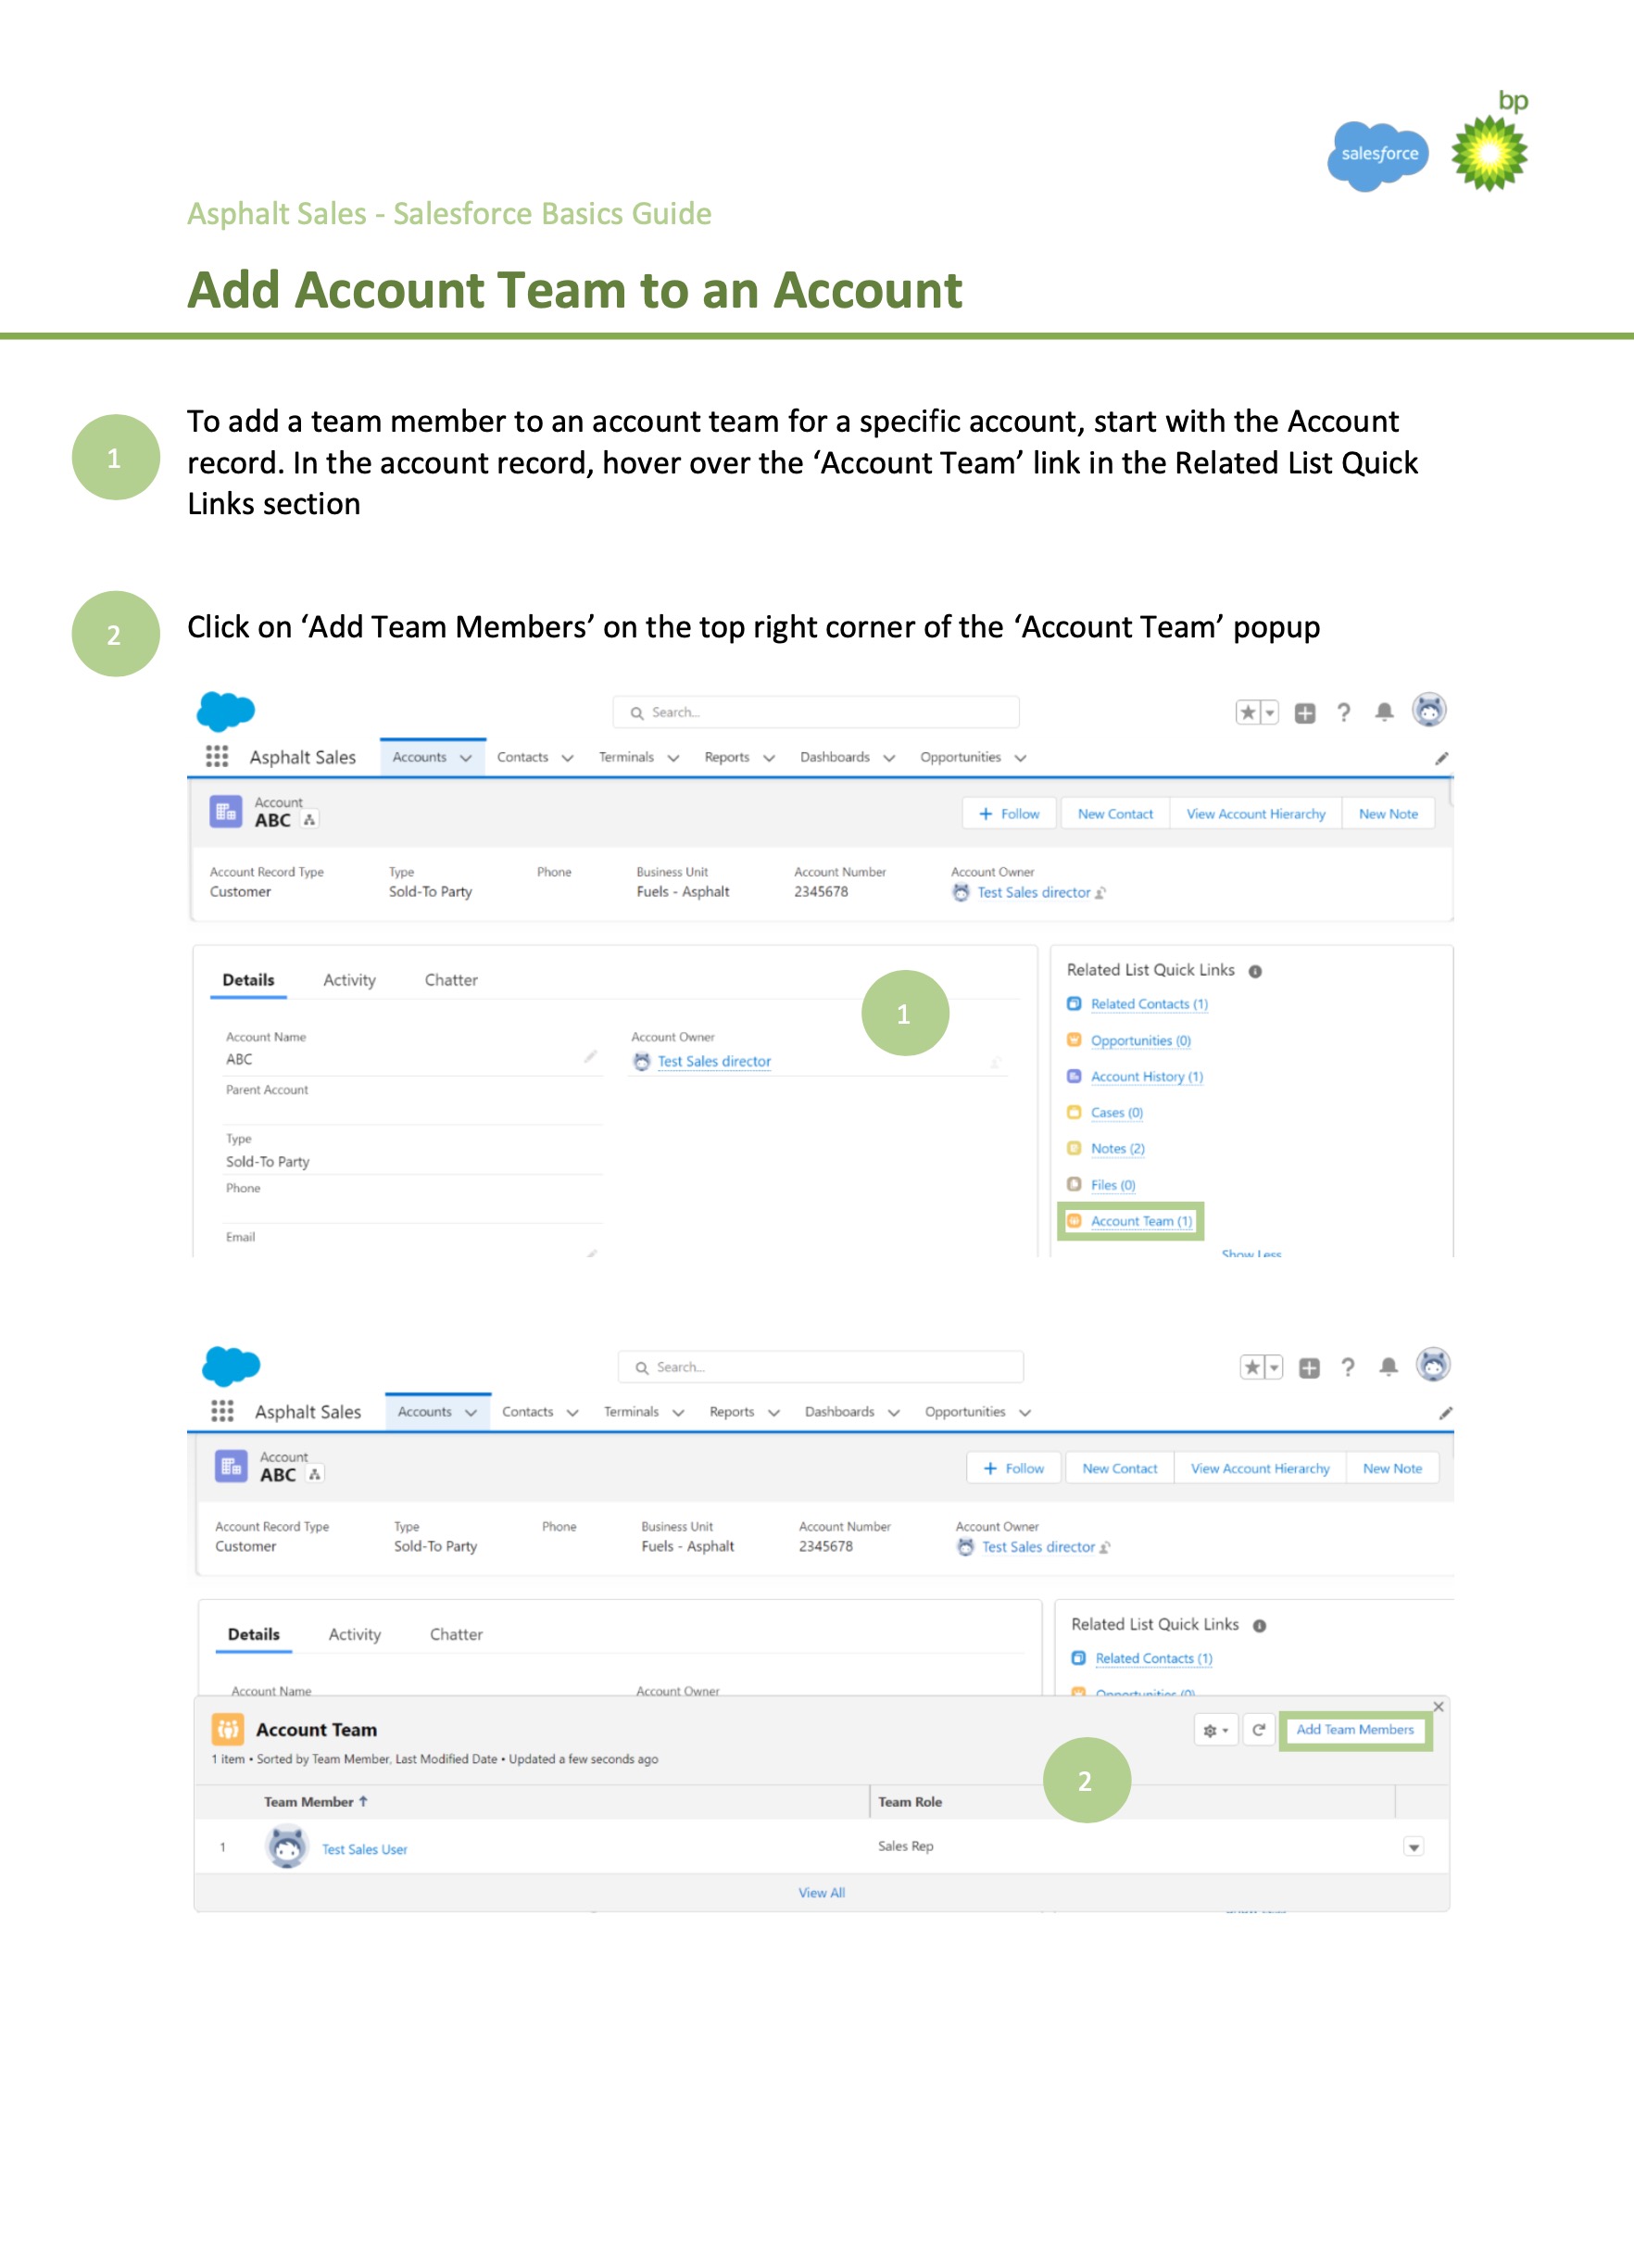 bp
salesforce
Asphalt Sales - Salesforce Basics Guide
Add Account Team to an Account
1
To add a team member to an account team for a specific account, start with the Account
record. In the account record, hover over the ‘Account Team’ link in the Related List Quick
Links section
2
Click on ‘Add Team Members’ on the top right corner of the ‘Account Team’ popup
Search...
Asphalt Sales Accounts Contacts Terminals Reports Dashboards Opportunities
Account
ABC
+ Follow New Contact View Account Hierarchy New Note
Account Record Type Type Phone Business Unit Account Number Account Owner
Customer Sold-To Party Fuels - Asphalt 2345678 Test Sales director
Details Activity Chatter
1
Account Name Account Owner
ABC Test Sales director
Parent Account
Type
Sold-To Party
Phone
Email
Related List Quick Links
Related Contacts (1)
Opportunities (0)
Account History (1)
Cases (0)
Notes (2)
Files (0)
Account Team (1)
Show Less
Search...
Asphalt Sales Accounts Contacts Terminals Reports Dashboards Opportunities
Account
ABC
+ Follow New Contact View Account Hierarchy New Note
Account Record Type Type Phone Business Unit Account Number Account Owner
Customer Sold-To Party Fuels - Asphalt 2345678 Test Sales director
Details Activity Chatter
Related List Quick Links
Related Contacts (1)
Account Name Account Owner
Opportunities (0)
Account Team
Add Team Members
1 item • Sorted by Team Member, Last Modified Date • Updated a few seconds ago
2
Team Member ↑ Team Role
1 Test Sales User Sales Rep
View All